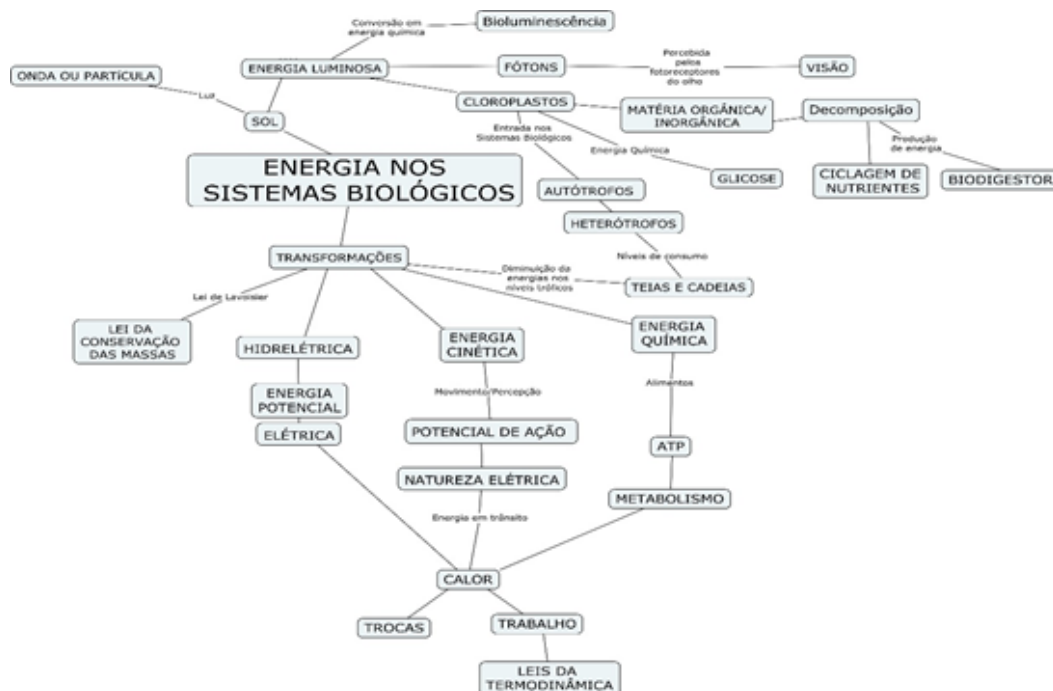 Conversão em
energia química
Bioluminescência
ONDA OU PARTÍCULA
ENERGIA LUMINOSA
FÓTONS
Percebida
pelos
fotoreceptores
do olho
VISÃO
Luz
SOL
CLOROPLASTOS
MATÉRIA ORGÂNICA/
INORGÂNICA
Decomposição
Entrada nos
Sistemas Biológicos
Energia Química
Produção
de energia
ENERGIA NOS
SISTEMAS BIOLÓGICOS
AUTÓTROFOS
GLICOSE
CICLAGEM DE
NUTRIENTES
BIODIGESTOR
HETERÓTROFOS
TRANSFORMAÇÕES
Níveis de consumo
Diminuição da
energias nos
níveis tróficos
TEIAS E CADEIAS
Lei de Lavoisier
LEI DA
CONSERVAÇÃO
DAS MASSAS
HIDRELÉTRICA
ENERGIA
CINÉTICA
ENERGIA
QUÍMICA
ENERGIA
POTENCIAL
Movimento/Percepção
Alimentos
ELÉTRICA
POTENCIAL DE AÇÃO
ATP
NATUREZA ELÉTRICA
METABOLISMO
Energia em trânsito
CALOR
TROCAS
TRABALHO
LEIS DA
TERMODINÂMICA